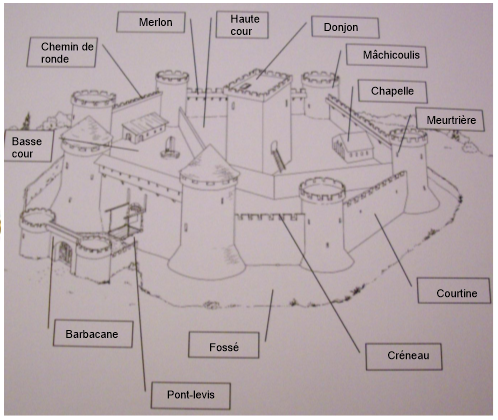 Merlon
Haute
cour
Donjon
Chemin de
ronde
Mâchicoulis
Chapelle
Meurtrière
Basse
cour
Courtine
Barbacane
Fossé
Créneau
Pont-levis